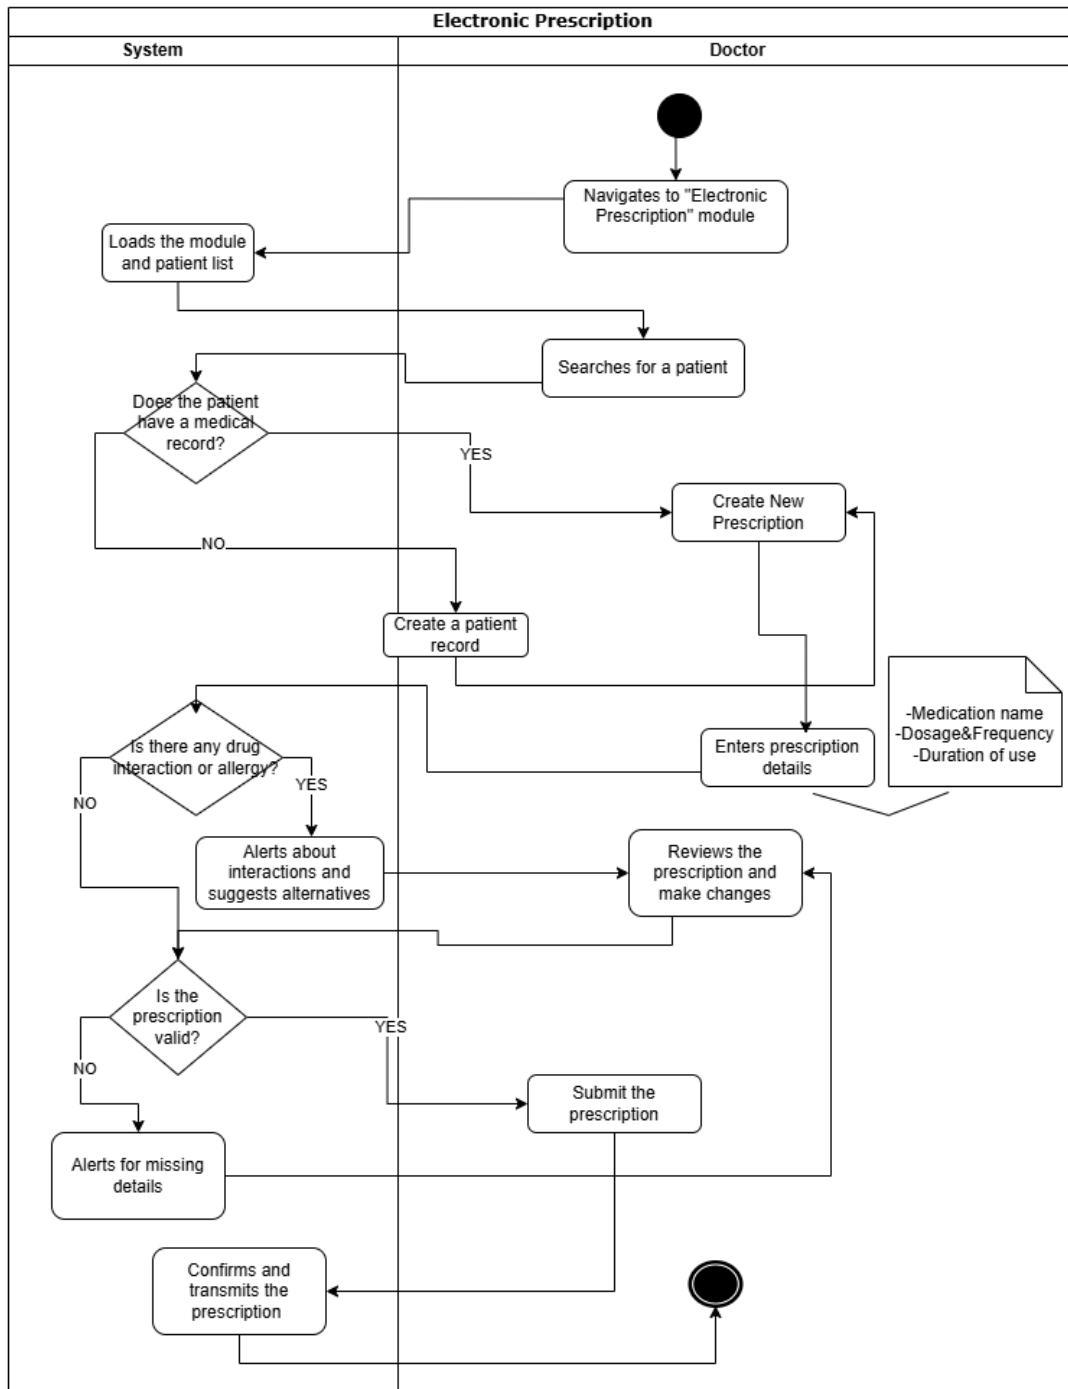 Electronic Prescription
System
Doctor
Navigates to "Electronic
Prescription" module
Loads the module
and patient list
Searches for a patient
Does the patient
have a medical
record?
YES
Create New
Prescription
NO
Create a patient
record
-Medication name
-Dosage&Frequency
-Duration of use
Enters prescription
details
Is there any drug
interaction or allergy?
YES
NO
Alerts about
interactions and
suggests alternatives
Reviews the
prescription and
make changes
Is the
prescription
valid?
YES
NO
Submit the
prescription
Alerts for missing
details
Confirms and
transmits the
prescription